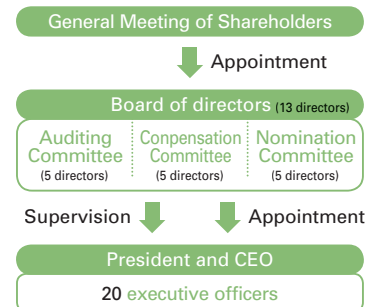 General Meeting of Shareholders
Appointment
Board of directors (13 directors)
Auditing Committee (5 directors)
Conpensation Committee (5 directors)
Nomination Committee (5 directors)
Supervision
Appointment
President and CEO
20 executive officers